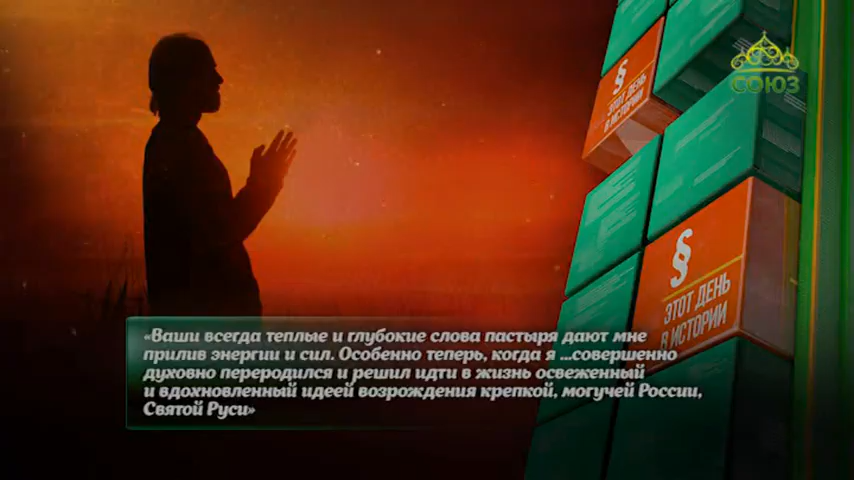 СОЮЗ
§
ЭТОТ ДЕНЬ
В ИСТОРИИ
§
ЭТОТ ДЕНЬ
В ИСТОРИИ
«Ваши всегда теплые и глубокие слова пастыря дают мне
прилив энергии и сил. Особенно теперь, когда я ...совершенно
духовно переродился и решил идти в жизнь освеженный
и вдохновленный идеей возрождения крепкой, могучей России,
Святой Руси»